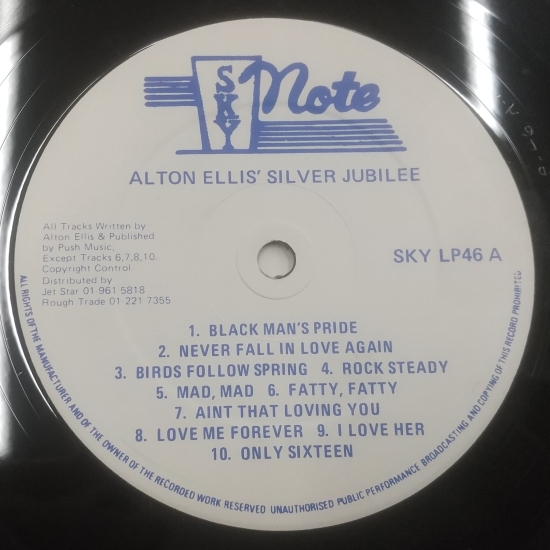 SKY Note
ALTON ELLIS' SILVER JUBILEE
All Tracks Written by
Alton Ellis & Published
by Push Music,
Except Tracks 6,7,8,10.
Copyright Control
Distributed by
Jet Star 01·961 5818
Rough Trade 01 221 7355
SKY LP46 A
1. BLACK MAN'S PRIDE
2. NEVER FALL IN LOVE AGAIN
3. BIRDS FOLLOW SPRING 4. ROCK STEADY
5. MAD, MAD 6. FATTY, FATTY
7. AINT THAT LOVING YOU
8. LOVE ME FOREVER 9. I LOVE HER
10. ONLY SIXTEEN
ALL RIGHTS OF THE MANUFACTURER AND OF THE OWNER OF THE RECORDED WORK RESERVED UNAUTHORISED PUBLIC PERFORMANCE BROADCASTING AND COPYING OF THIS RECORD PROHIBITED